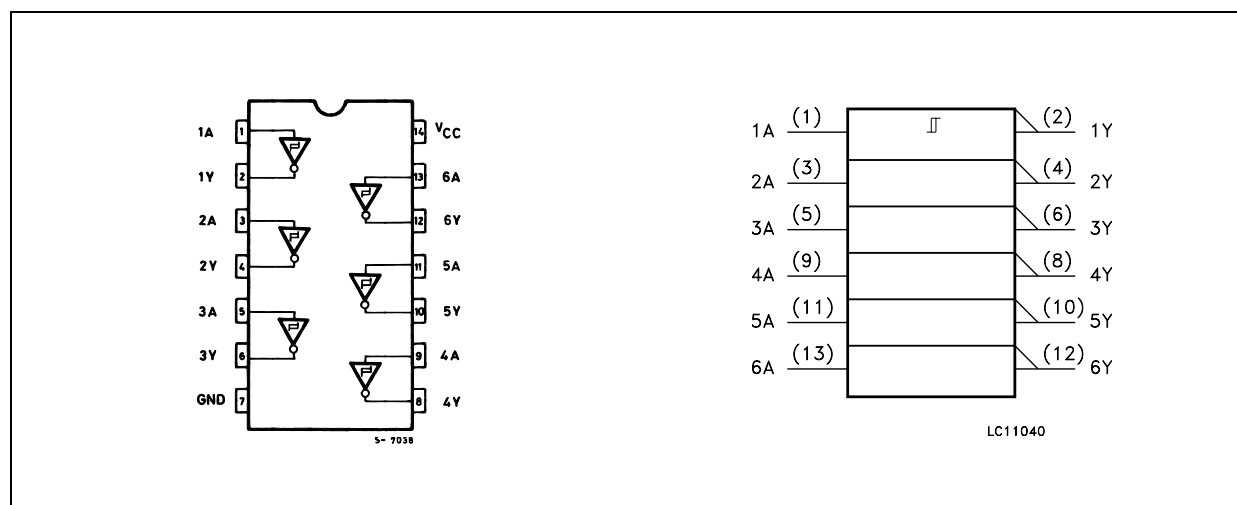 1A 1 14 VCC
1Y 2 13 6A
2A 3 12 6Y
2Y 4 11 5A
3A 5 10 5Y
3Y 6 9 4A
GND 7 8 4Y
S- 7038
1A (1) (2) 1Y
2A (3) (4) 2Y
3A (5) (6) 3Y
4A (9) (8) 4Y
5A (11) (10) 5Y
6A (13) (12) 6Y
LC11040